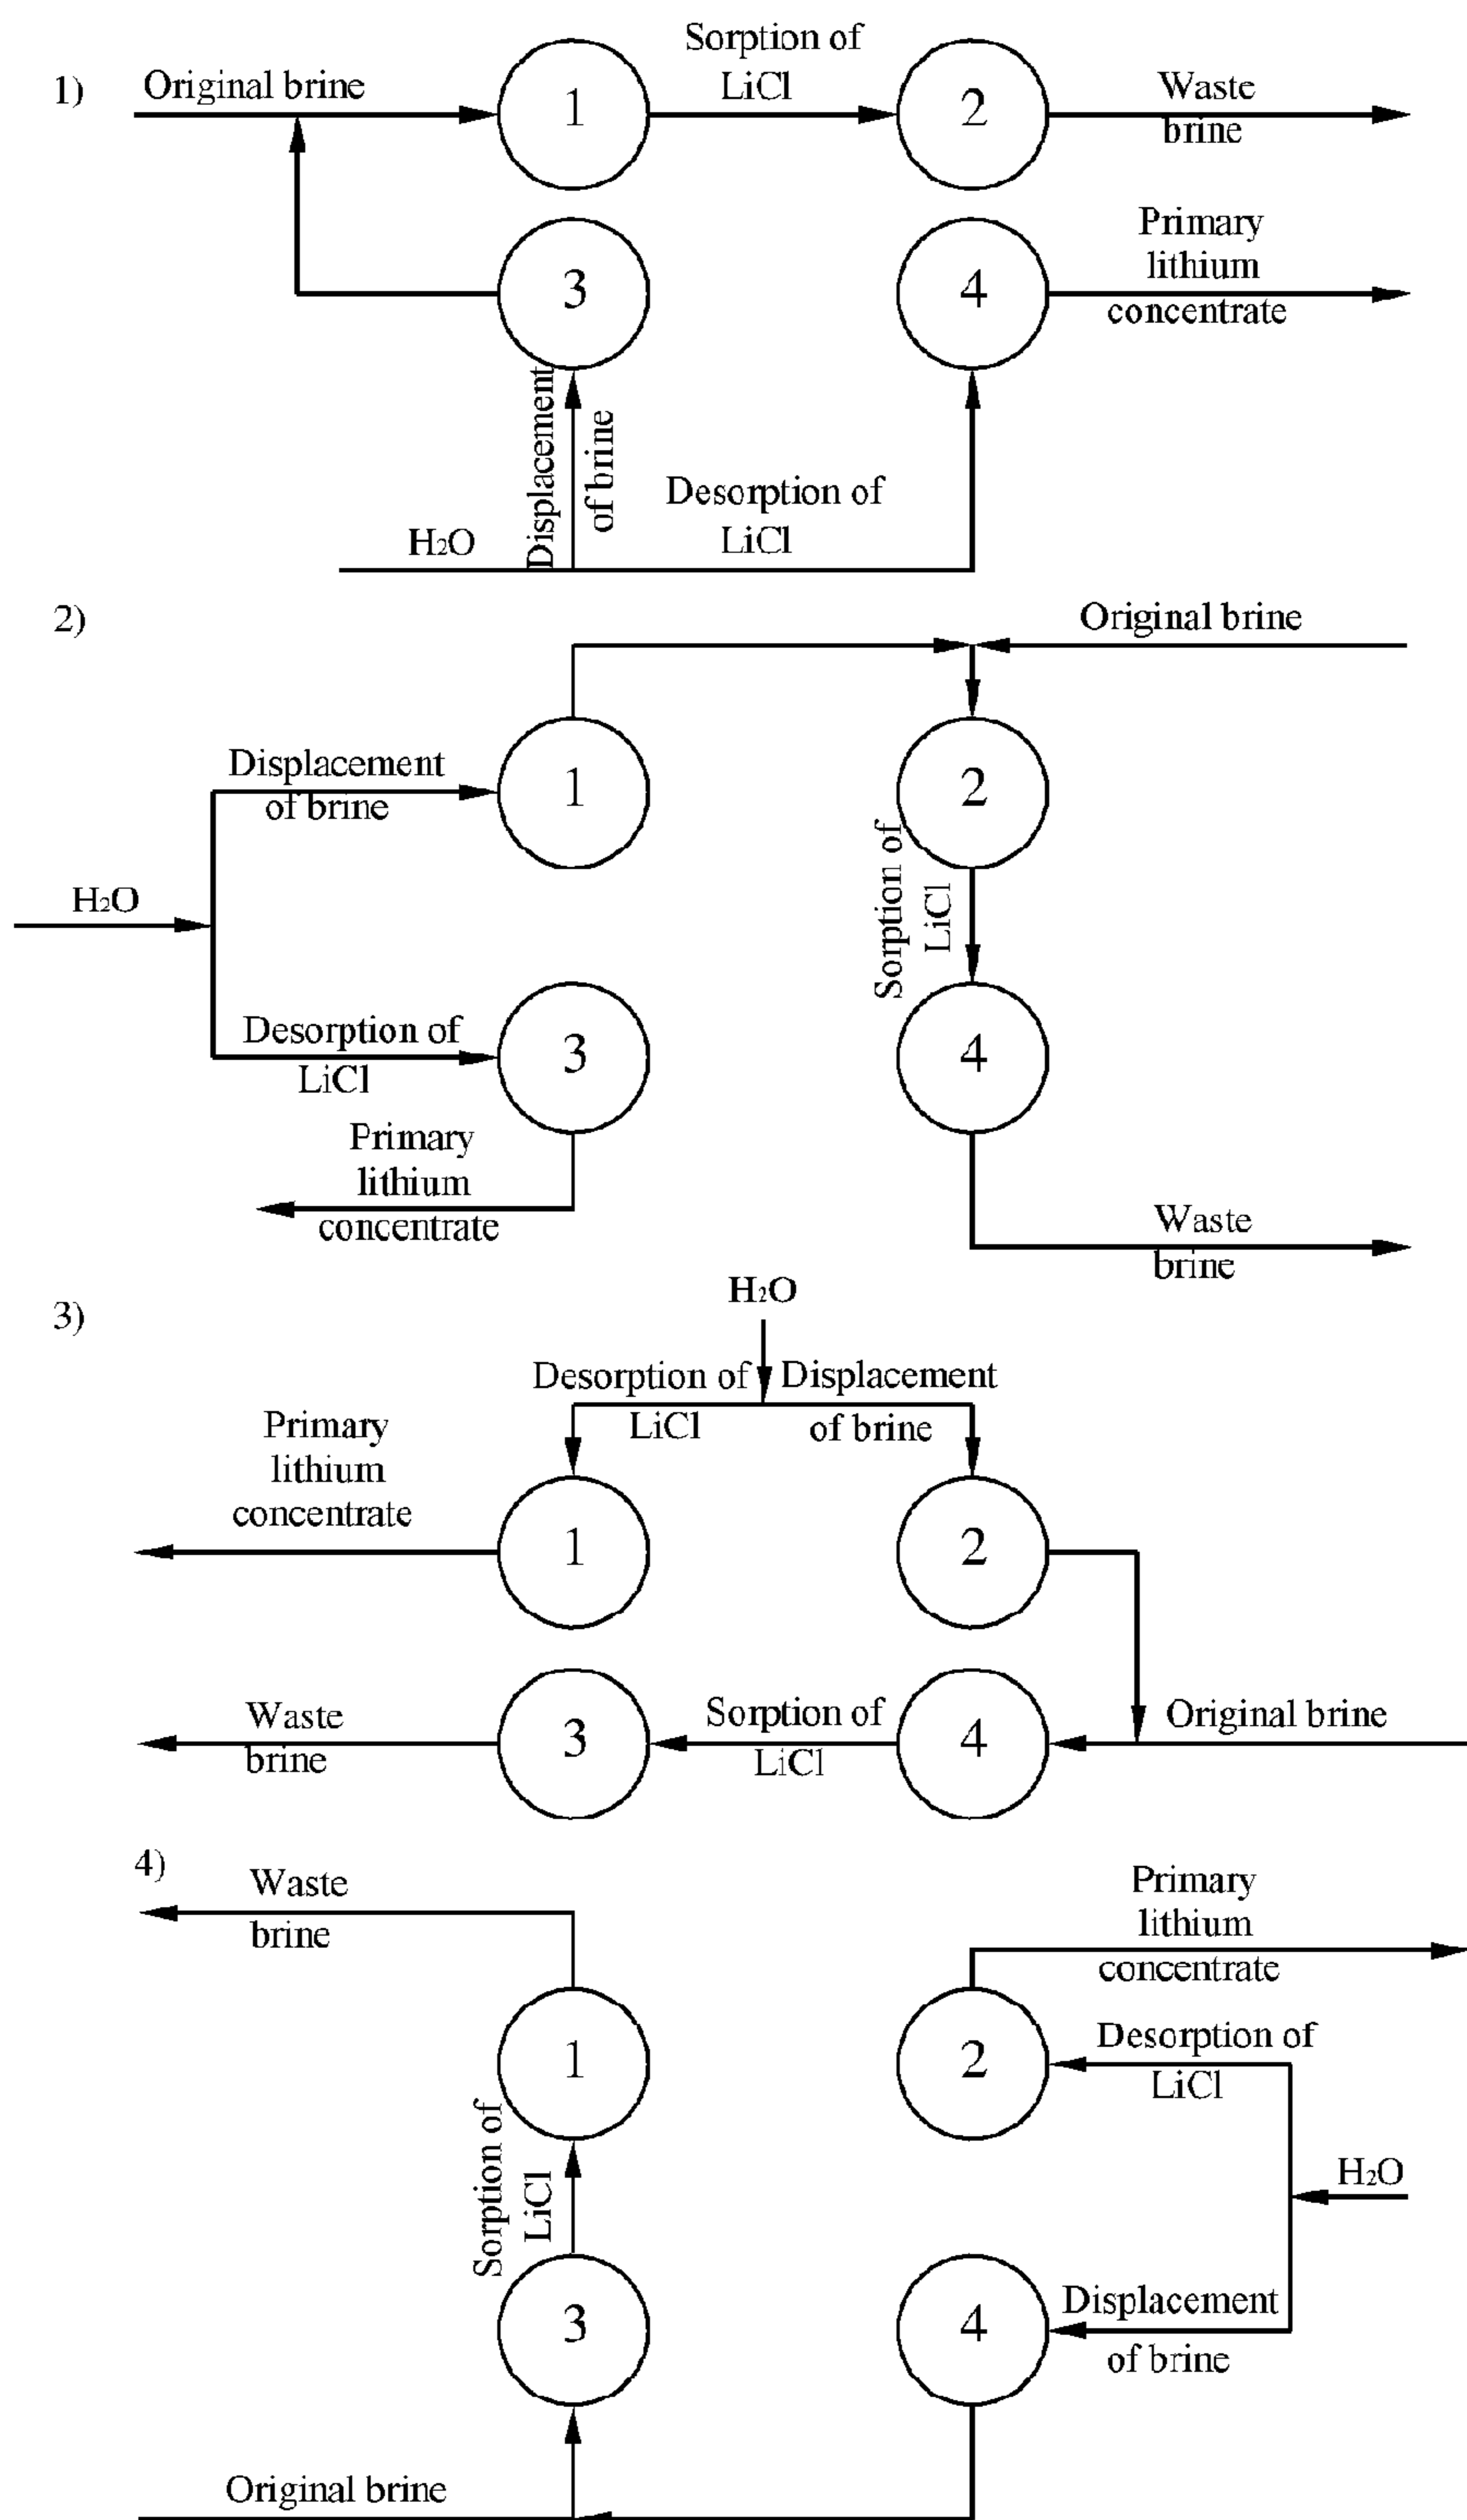 1)
Original brine
Sorption of
LiCl
Waste
brine
1
2
Primary
lithium
concentrate
3
4
Displacement
of brine
Desorption of
LiCl
H₂O
2)
Original brine
Displacement
of brine
1
2
H₂O
Sorption of
LiCl
Desorption of
LiCl
3
4
Primary
lithium
concentrate
Waste
brine
3)
H₂O
Desorption of
LiCl
Displacement
of brine
Primary
lithium
concentrate
1
2
Waste
brine
3
Sorption of
LiCl
4
Original brine
4)
Waste
brine
Primary
lithium
concentrate
1
2
Desorption of
LiCl
Sorption of
LiCl
H₂O
3
4
Displacement
of brine
Original brine